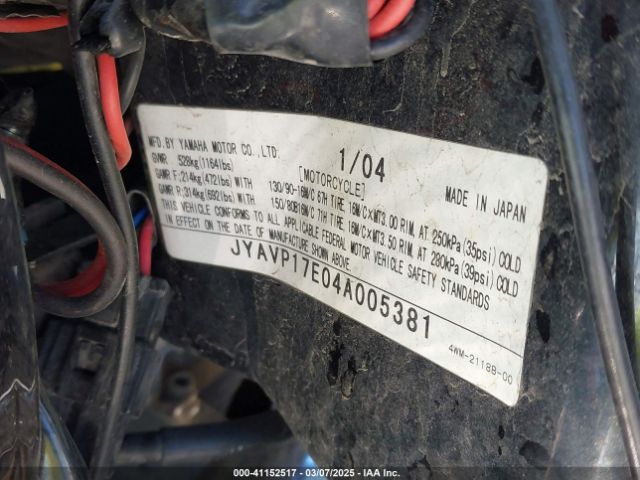 MFD.BY YAMAHA MOTOR CO.,LTD. 1/04
GVWR 528kg(1164lbs) [MOTORCYCLE] MADE IN JAPAN
GAWR F:214kg(472lbs) WITH 130/90-16M/C 67H TIRE, 16M/C×MT3.00 RIM, AT 250kPa(35psi)COLD
GAWR R:314kg(692lbs) WITH 150/80B16M/C 71H TIRE, 16M/C×MT3.50 RIM, AT 280kPa(39psi)COLD
THIS VEHICLE CONFORMS TO ALL APPLICABLE FEDERAL MOTOR VEHICLE SAFETY STANDARDS
IN EFFECT ON THE DATE OF MANUFACTURE SHOWN ABOVE.
JYAVP17E04A005381
4WM-2118B-00
000-41152517 - 03/07/2025 - IAA Inc.